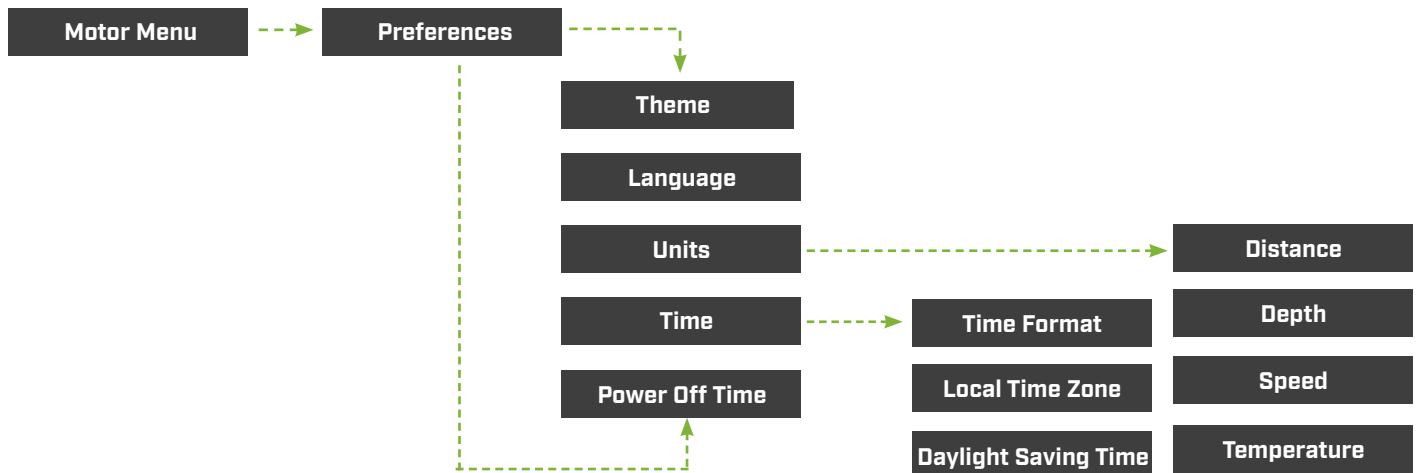 Motor Menu
Preferences
Theme
Language
Units
Time
Power Off Time
Time Format
Local Time Zone
Daylight Saving Time
Distance
Depth
Speed
Temperature